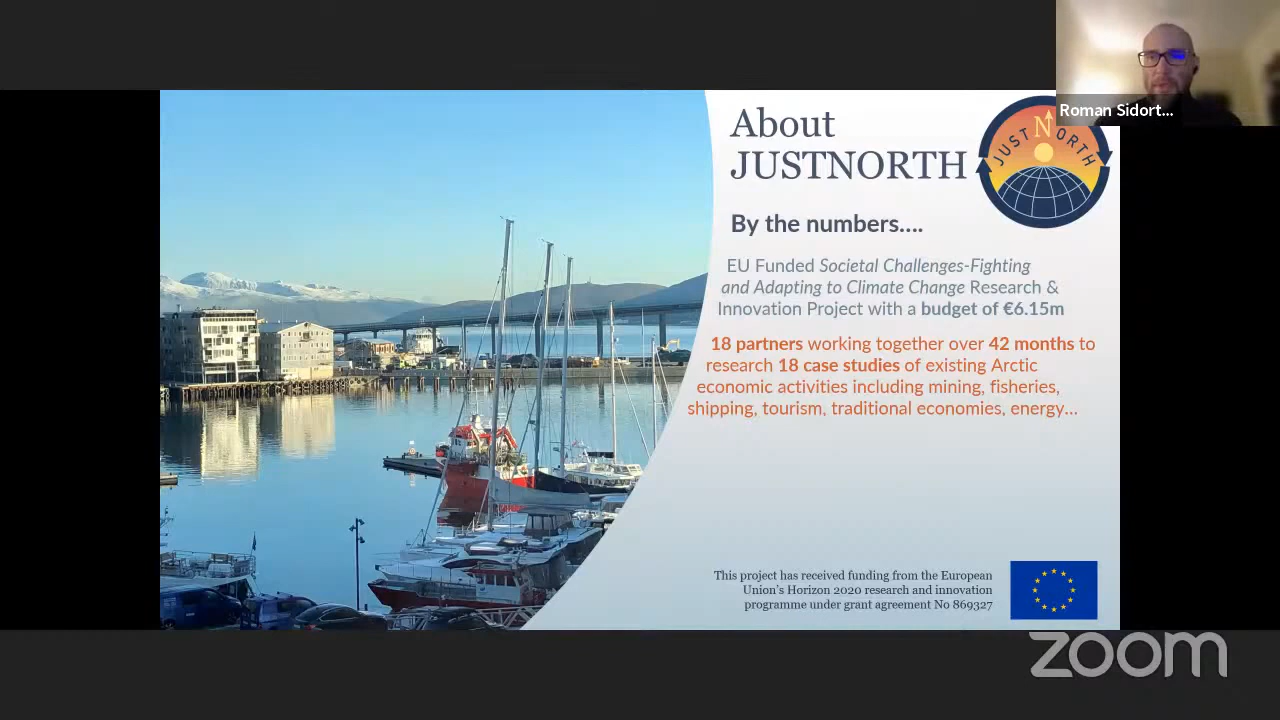 About
JUSTNORTH
JUST NORTH
Roman Sidort...
By the numbers....
EU Funded Societal Challenges-Fighting
and Adapting to Climate Change Research &
Innovation Project with a budget of €6.15m
18 partners working together over 42 months to
research 18 case studies of existing Arctic
economic activities including mining, fisheries,
shipping, tourism, traditional economies, energy...
This project has received funding from the European
Union's Horizon 2020 research and innovation
programme under grant agreement No 869327
zoom